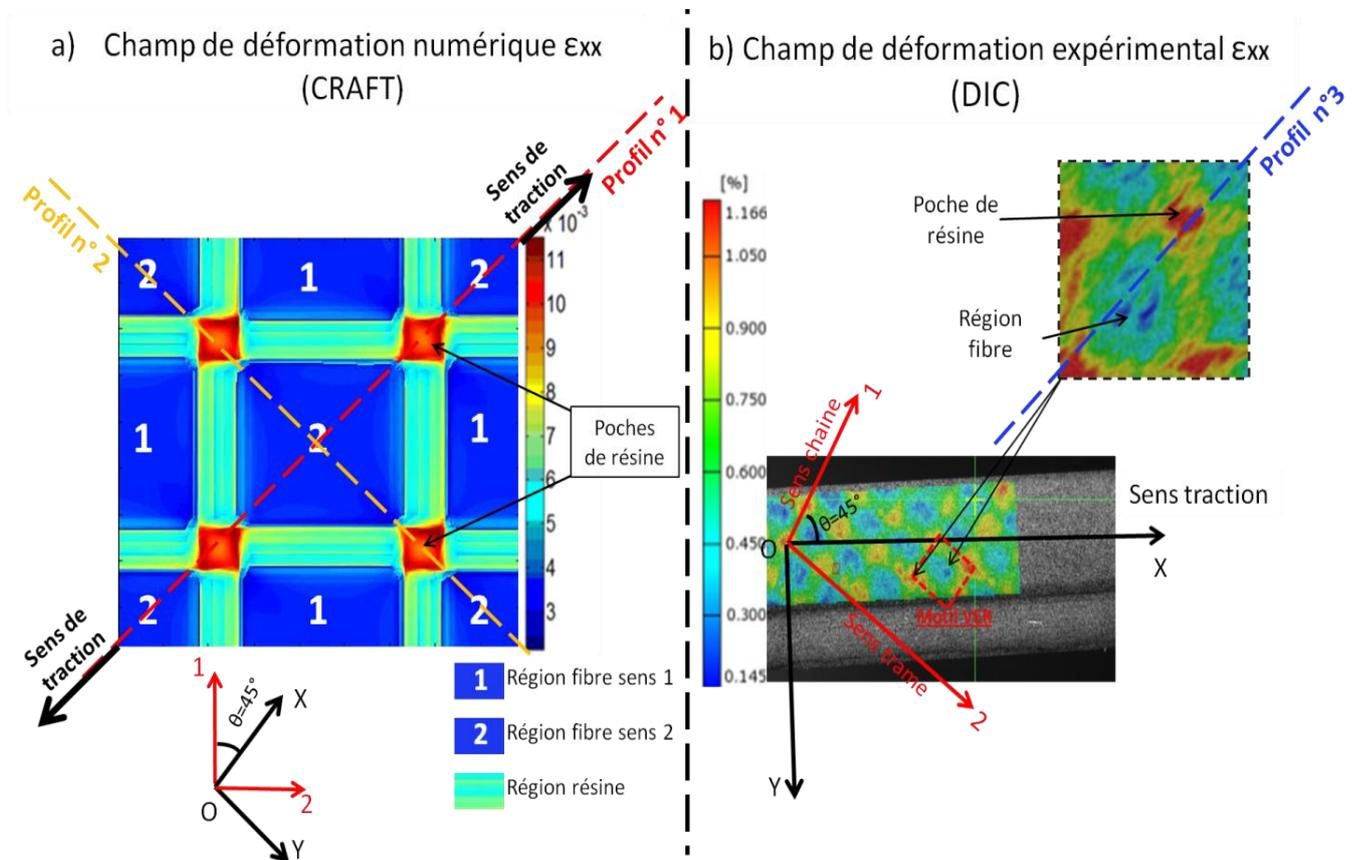 a) Champ de déformation numérique εxx
(CRAFT)
Profil n° 1
Sens de
traction
Profil n° 2
x 10⁻³
2
1
2
11
10
9
8
7
6
5
4
3
1
2
1
Poches
de résine
2
1
2
Sens de
traction
1
θ=45°
X
O
2
Y
1 Région fibre sens 1
2 Région fibre sens 2
Région résine
b) Champ de déformation expérimental εxx
(DIC)
Profil n°3
[%]
1.166
1.050
0.900
0.750
0.600
0.450
0.300
0.145
Poche de
résine
Région
fibre
1
Sens chaine
θ=45°
Sens traction
O
X
Motif VER
Sens trame
2
Y